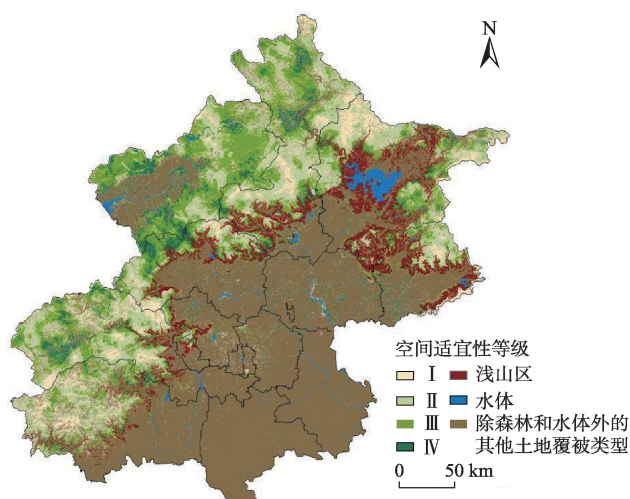 N
空间适宜性等级
Ⅰ 浅山区
Ⅱ 水体
Ⅲ 除森林和水体外的
Ⅳ 其他土地覆被类型
0 50 km